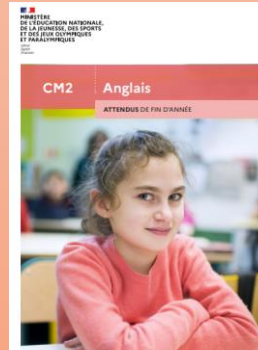 MINISTÈRE
DE L'ÉDUCATION NATIONALE,
DE LA JEUNESSE, DES SPORTS
ET DES JEUX OLYMPIQUES
ET PARALYMPIQUES
CM2 Anglais
ATTENDUS DE FIN D'ANNÉE